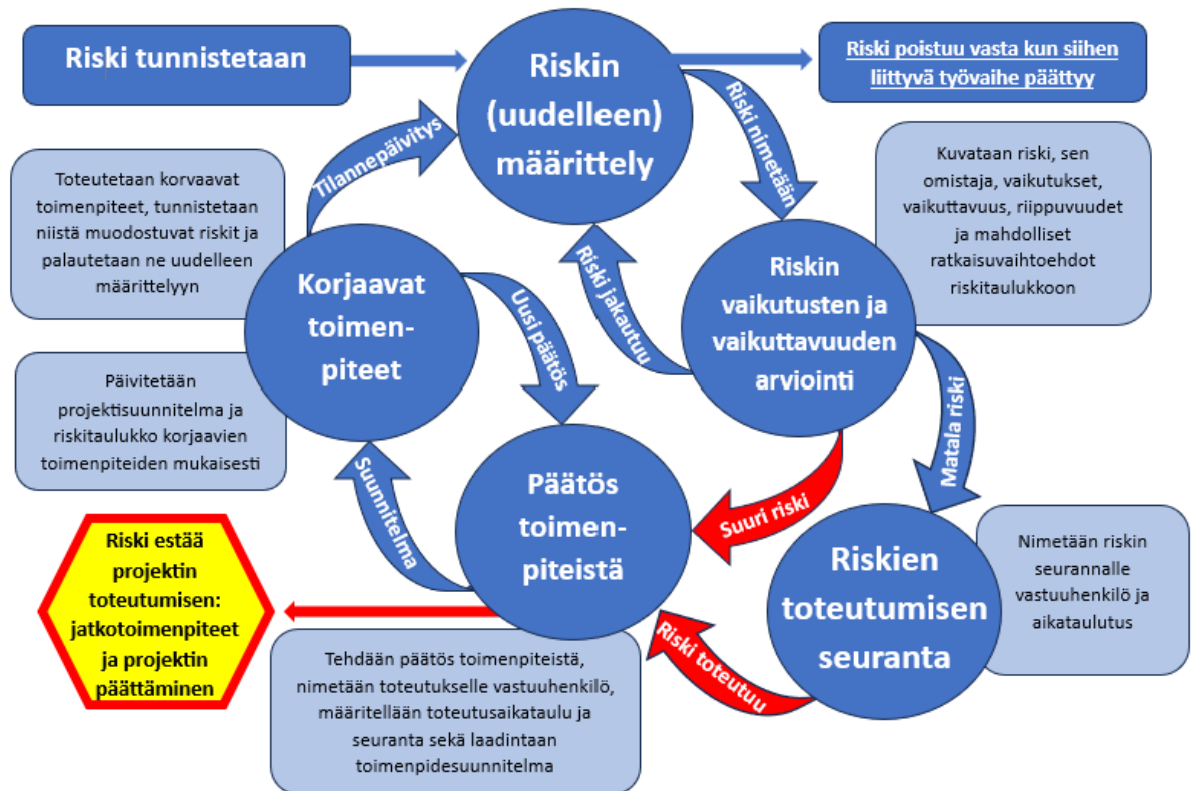 Riski tunnistetaan
Riskin
(uudelleen)
määrittely
Riski poistuu vasta kun siihen
liittyvä työvaihe päättyy
Riski nimetään
Tilannepäivitys
Kuvataan riski, sen
omistaja, vaikutukset,
vaikuttavuus, riippuvuudet
ja mahdolliset
ratkaisuvaihtoehdot
riskitaulukkoon
Toteutetaan korvaavat
toimenpiteet, tunnistetaan
niistä muodostuvat riskit ja
palautetaan ne uudelleen
määrittelyyn
Korjaavat
toimen-
piteet
Uusi päätös
Riski jakautuu
Riskin
vaikutusten ja
vaikuttavuuden
arviointi
Matala riski
Päivitetään
projektisuunnitelma ja
riskitaulukko korjaavien
toimenpiteiden mukaisesti
Suunnitelma
Päätös
toimen-
piteistä
Suuri riski
Riskien
toteutumisen
seuranta
Nimetään riskin
seurannalle
vastuuhenkilö ja
aikataulutus
Riski estää
projektin
toteutumisen:
jatkotoimenpiteet
ja projektin
päättäminen
Riski toteutuu
Tehdään päätös toimenpiteistä,
nimetään toteutukselle vastuuhenkilö,
määritellään toteutusaikataulu ja
seuranta sekä laadintaan
toimenpidesuunnitelma